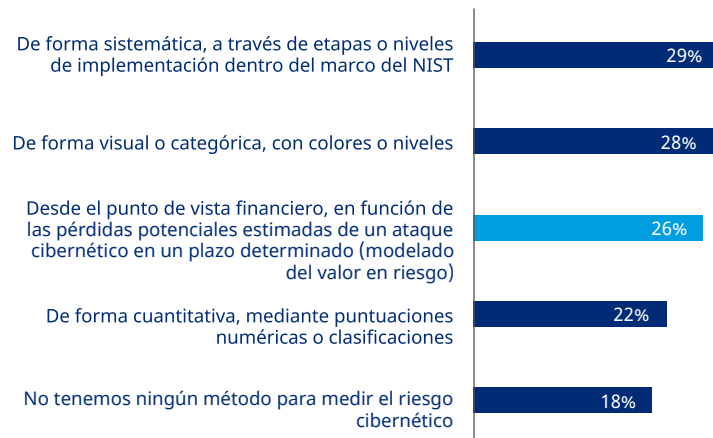 De forma sistemática, a través de etapas o niveles
de implementación dentro del marco del NIST
29%
De forma visual o categórica, con colores o niveles
28%
Desde el punto de vista financiero, en función de
las pérdidas potenciales estimadas de un ataque
cibernético en un plazo determinado (modelado
del valor en riesgo)
26%
De forma cuantitativa, mediante puntuaciones
numéricas o clasificaciones
22%
No tenemos ningún método para medir el riesgo
cibernético
18%